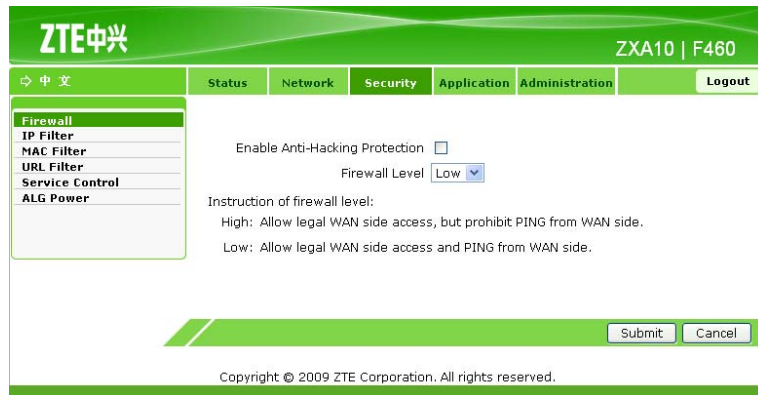 ZTE中兴
ZXA10 | F460
中文
Status Network Security Application Administration Logout
Firewall
IP Filter
MAC Filter
URL Filter
Service Control
ALG Power
Enable Anti-Hacking Protection
Firewall Level Low
Instruction of firewall level:
High: Allow legal WAN side access, but prohibit PING from WAN side.
Low: Allow legal WAN side access and PING from WAN side.
Submit Cancel
Copyright © 2009 ZTE Corporation. All rights reserved.